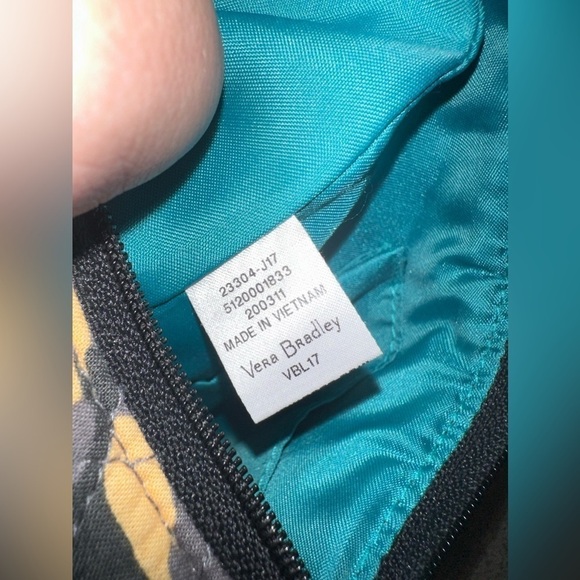 23304-J17
5120001833
200311
MADE IN VIETNAM
Vera Bradley
VBL17